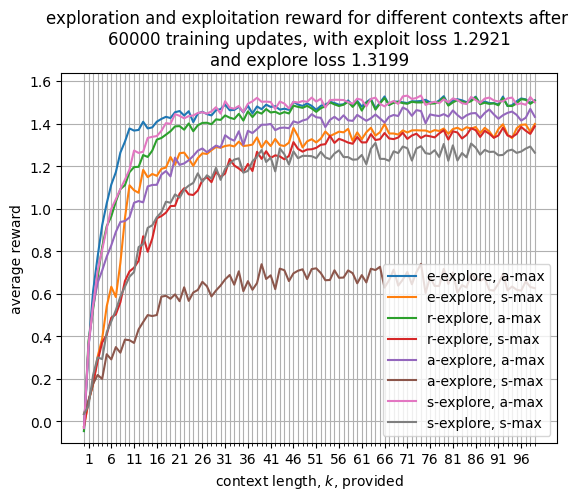 exploration and exploitation reward for different contexts after
60000 training updates, with exploit loss 1.2921
and explore loss 1.3199
1.6
1.4
1.2
1.0
0.8
0.6
0.4
0.2
0.0
average reward
e-explore, a-max
e-explore, s-max
r-explore, a-max
r-explore, s-max
a-explore, a-max
a-explore, s-max
s-explore, a-max
s-explore, s-max
1 6 11 16 21 26 31 36 41 46 51 56 61 66 71 76 81 86 91 96
context length, k, provided